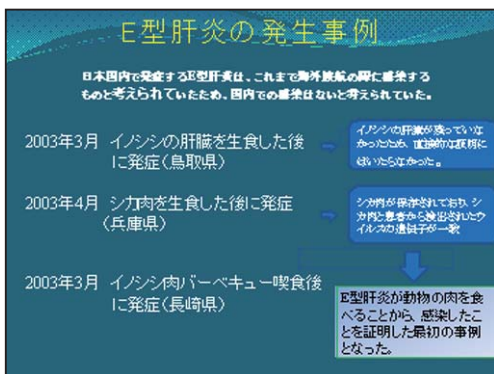 E型肝炎の発生事例
日本国内で発症するE型肝炎は、これまで海外渡航の際に感染する
ものと考えられていたため、国内での感染はないと考えられていた。
2003年3月 イノシシの肝臓を生食した後
に発症(鳥取県)
イノシシの肝臓が残っていな
かったため、直接的な証明に
はいたらなかった。
2003年4月 シカ肉を生食した後に発症
(兵庫県)
シカ肉が保存されており、シ
カ肉と患者から検出されたウ
イルスの遺伝子が一致
2003年3月 イノシシ肉バーベキュー喫食後
に発症(長崎県)
E型肝炎が動物の肉を食
べることから、感染したこ
とを証明した最初の事例
となった。